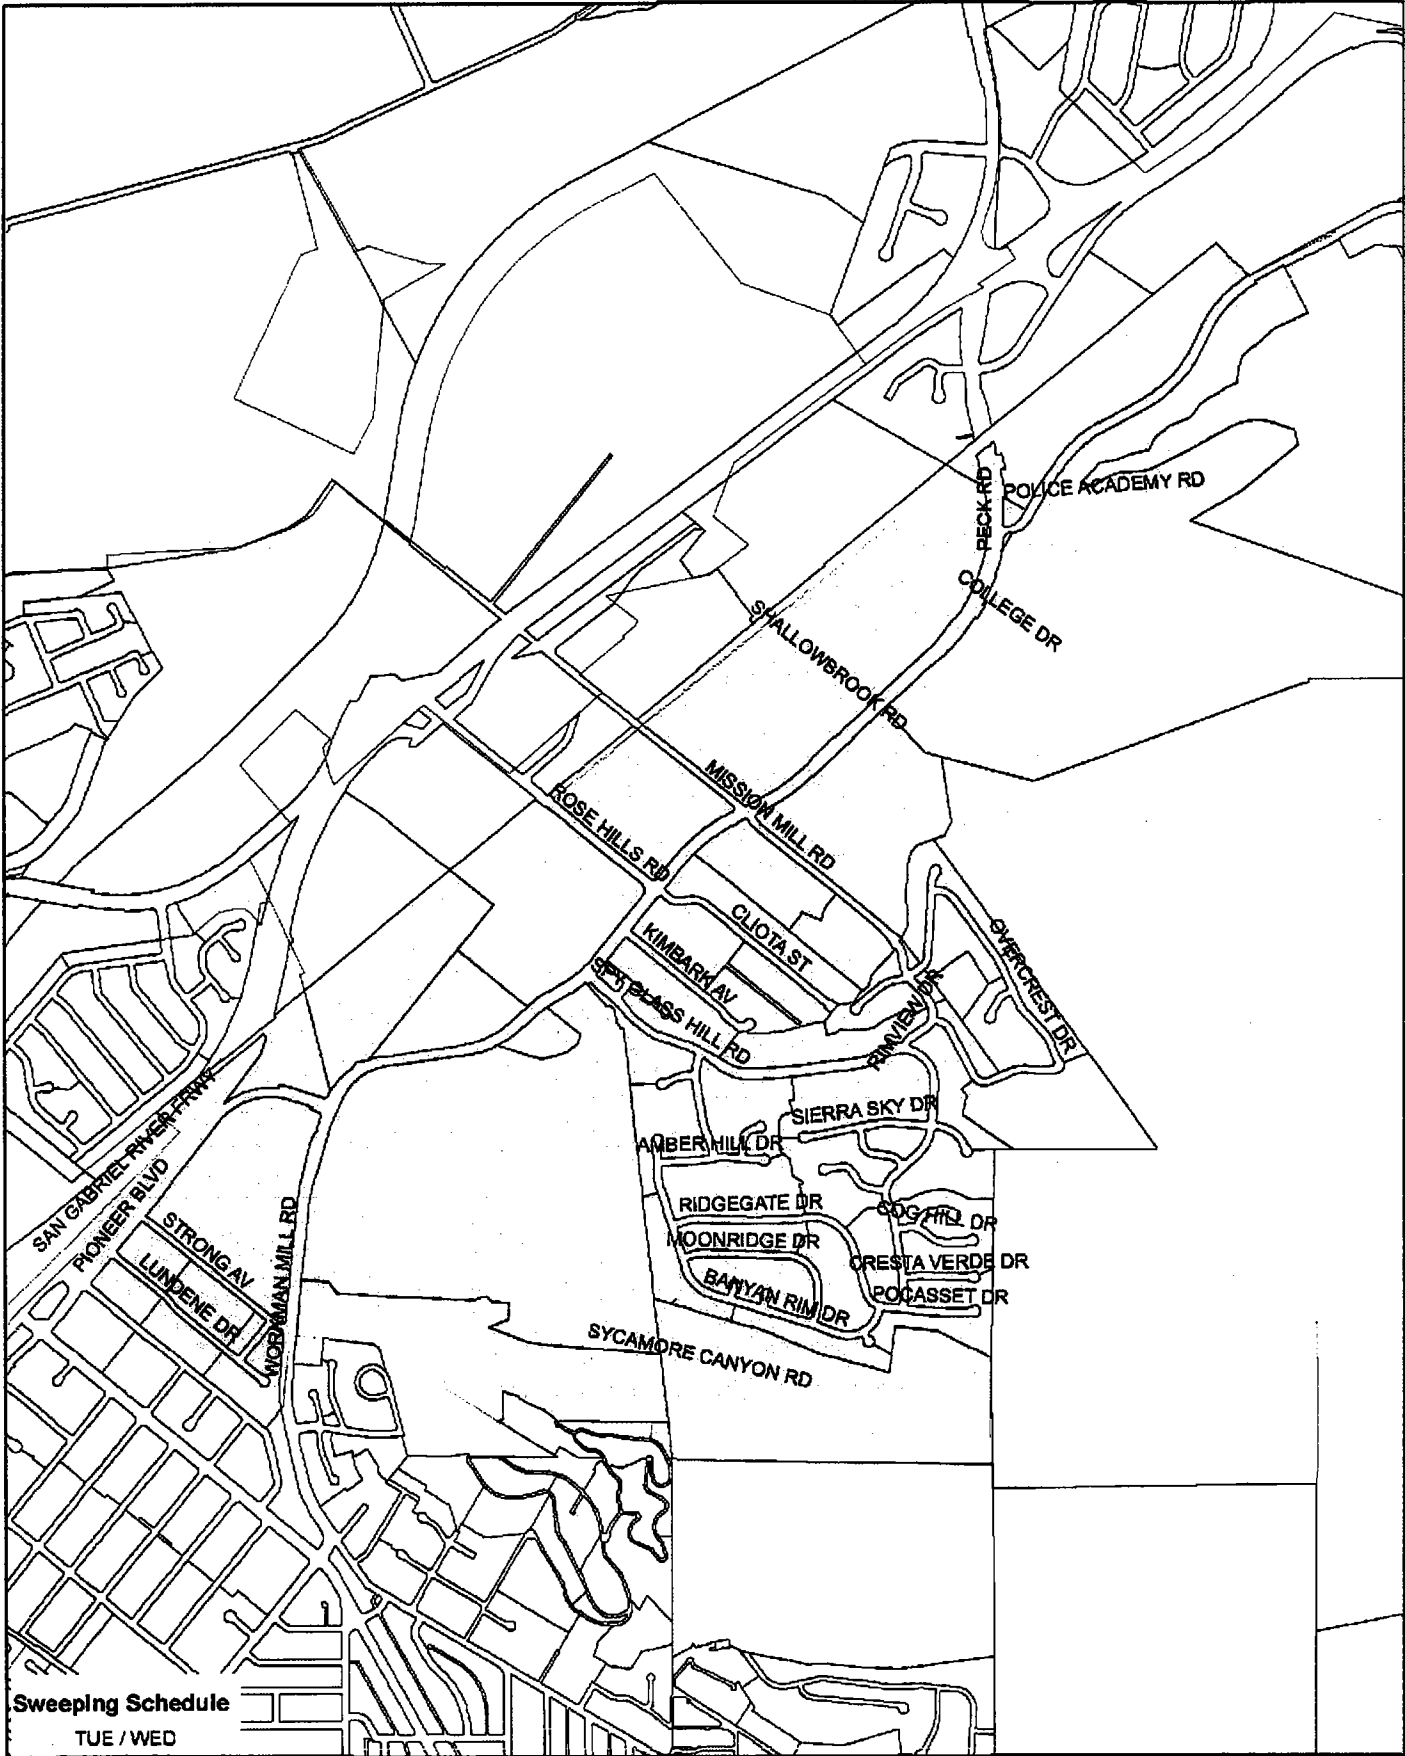 POLICE ACADEMY RD
PECK RD
COLLEGE DR
SHALLOWBROOK RD
MISSION MILL RD
ROSE HILLS RD
CLIOTA ST
KIMBARK AV
OVERCREST DR
SPY GLASS HILL RD
RIMVIEW DR
SIERRA SKY DR
AMBER HILL DR
SAN GABRIEL RIVER FRWY
PIONEER BLVD
RIDGEGATE DR
COG HILL DR
STRONG AV
WORKMAN MILL RD
MOONRIDGE DR
CRESTA VERDE DR
LUNDENE DR
BANYAN RIM DR
POCASSET DR
SYCAMORE CANYON RD
Sweeping Schedule
TUE / WED